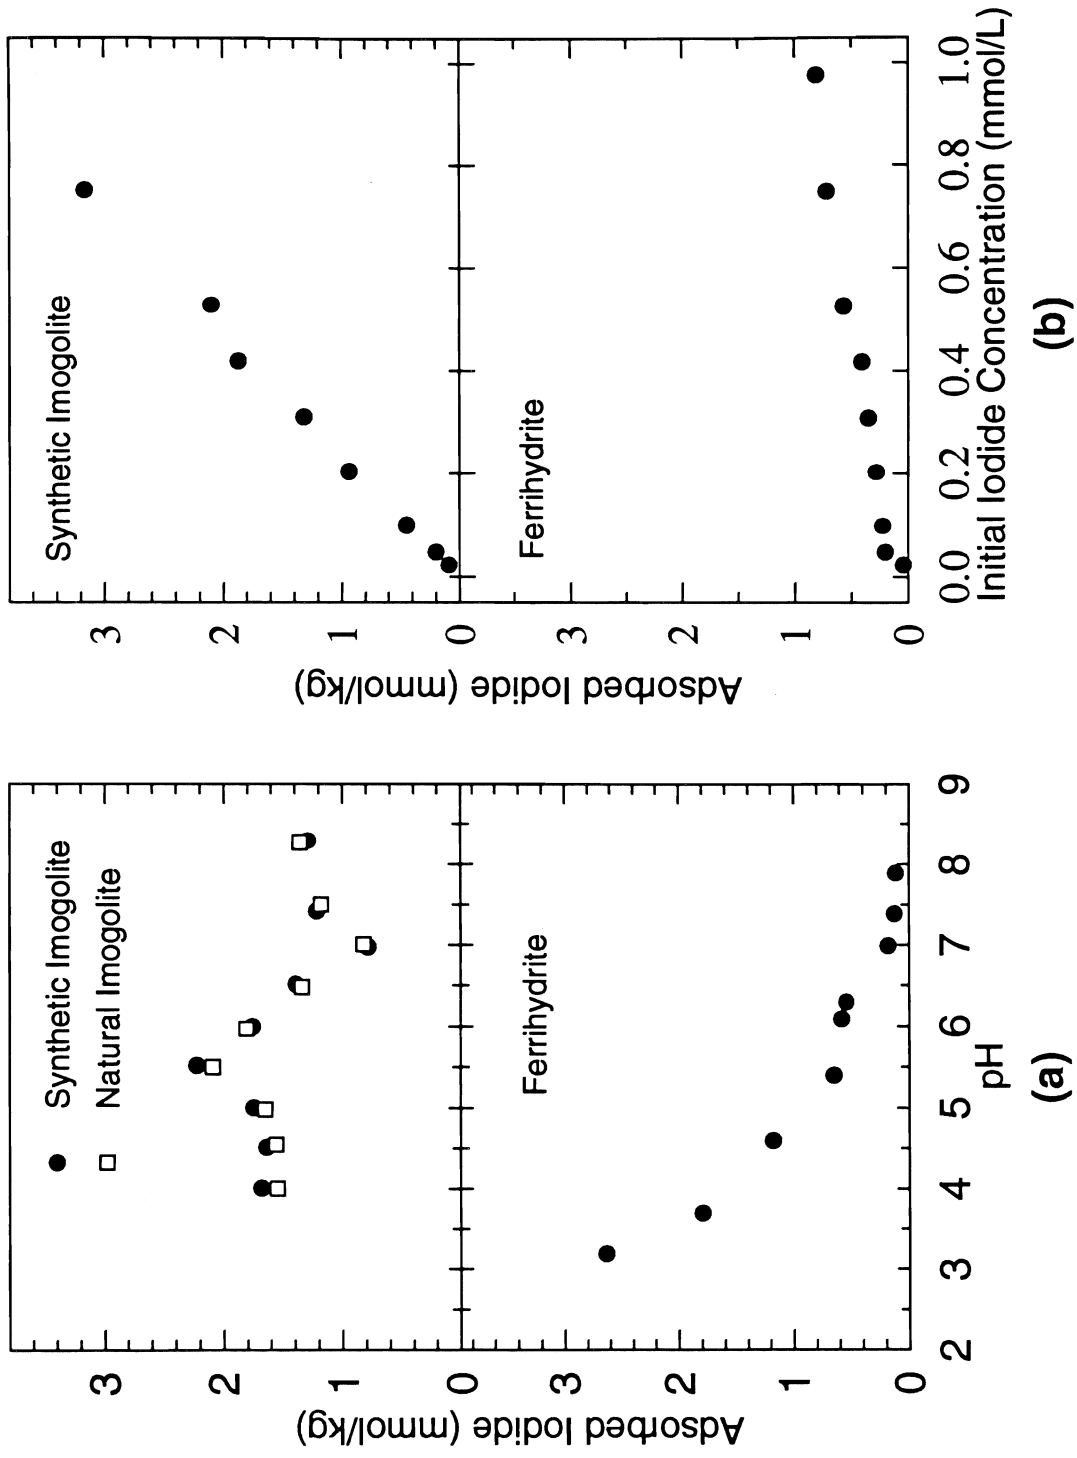 Synthetic Imogolite
Natural Imogolite
3
2
1
0
Ferrihydrite
3
2
1
0
Adsorbed Iodide (mmol/kg)
2 3 4 5 6 7 8 9
pH
(a)
Synthetic Imogolite
3
2
1
0
Ferrihydrite
3
2
1
0
Adsorbed Iodide (mmol/kg)
0.0 0.2 0.4 0.6 0.8 1.0
Initial Iodide Concentration (mmol/L)
(b)